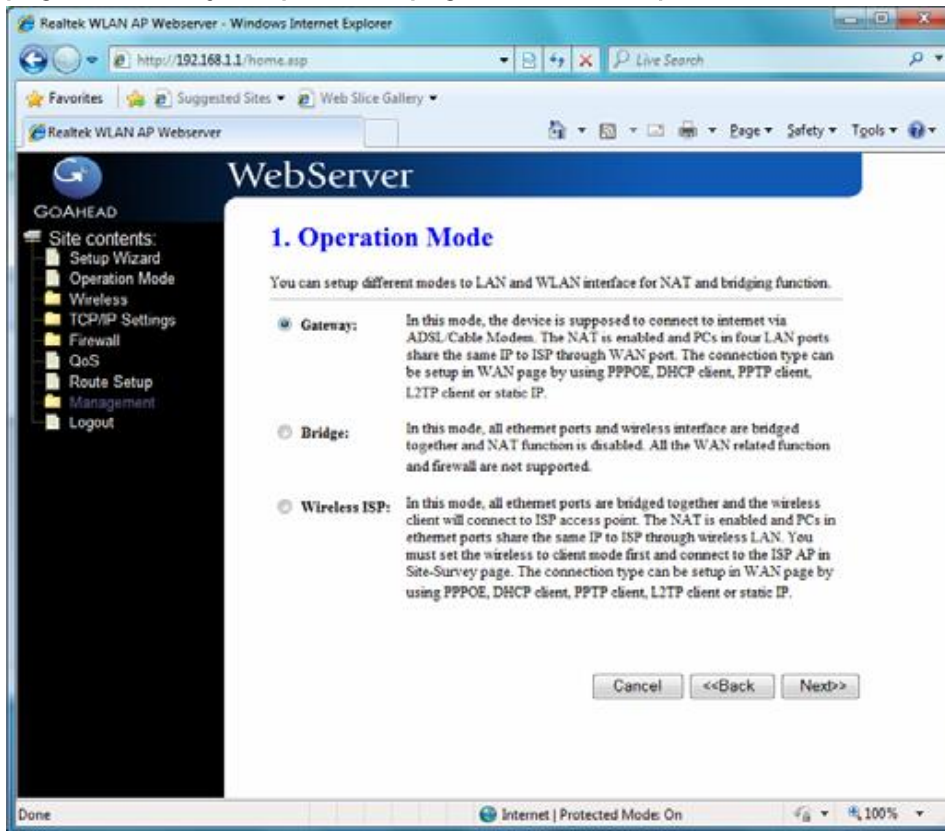 Realtek WLAN AP Webserver - Windows Internet Explorer
http://192.168.1.1/home.asp
Live Search
Favorites
Suggested Sites
Web Slice Gallery
Realtek WLAN AP Webserver
Page
Safety
Tools
GOAHEAD
WebServer
Site contents:
Setup Wizard
Operation Mode
Wireless
TCP/IP Settings
Firewall
QoS
Route Setup
Management
Logout
1. Operation Mode
You can setup different modes to LAN and WLAN interface for NAT and bridging function.
Gateway:
In this mode, the device is supposed to connect to internet via
ADSL/Cable Modem. The NAT is enabled and PCs in four LAN ports
share the same IP to ISP through WAN port. The connection type can
be setup in WAN page by using PPPOE, DHCP client, PPTP client,
L2TP client or static IP.
Bridge:
In this mode, all ethernet ports and wireless interface are bridged
together and NAT function is disabled. All the WAN related function
and firewall are not supported.
Wireless ISP:
In this mode, all ethernet ports are bridged together and the wireless
client will connect to ISP access point. The NAT is enabled and PCs in
ethernet ports share the same IP to ISP through wireless LAN. You
must set the wireless to client mode first and connect to the ISP AP in
Site-Survey page. The connection type can be setup in WAN page by
using PPPOE, DHCP client, PPTP client, L2TP client or static IP.
Cancel
<<Back
Next>>
Done
Internet | Protected Mode: On
100%